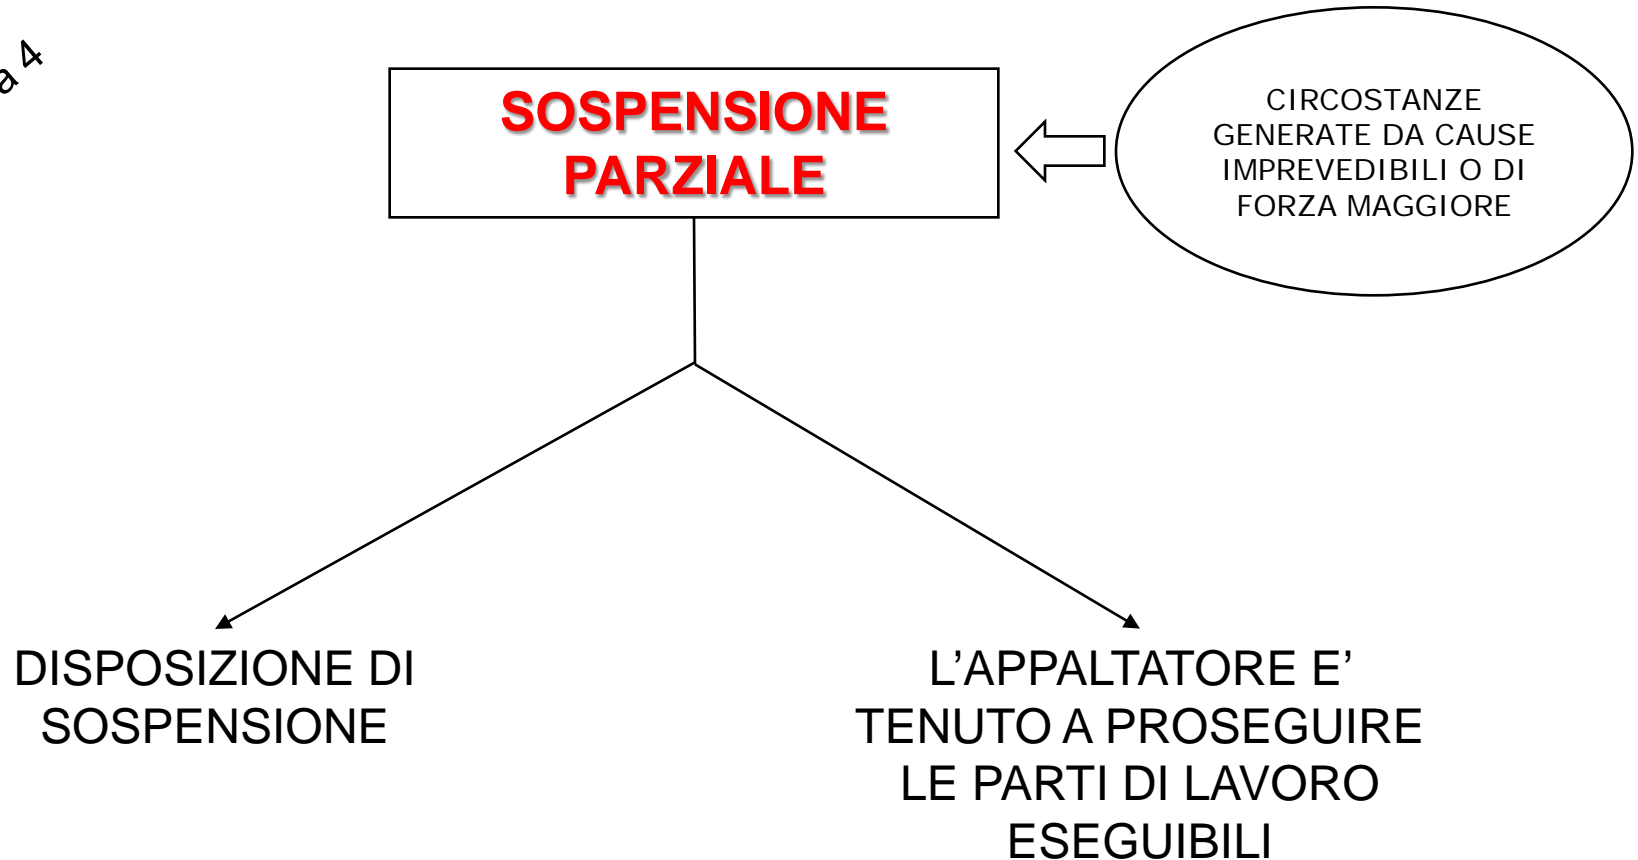 a 4
SOSPENSIONE
PARZIALE
CIRCOSTANZE
GENERATE DA CAUSE
IMPREVEDIBILI O DI
FORZA MAGGIORE
DISPOSIZIONE DI
SOSPENSIONE
L’APPALTATORE E’
TENUTO A PROSEGUIRE
LE PARTI DI LAVORO
ESEGUIBILI